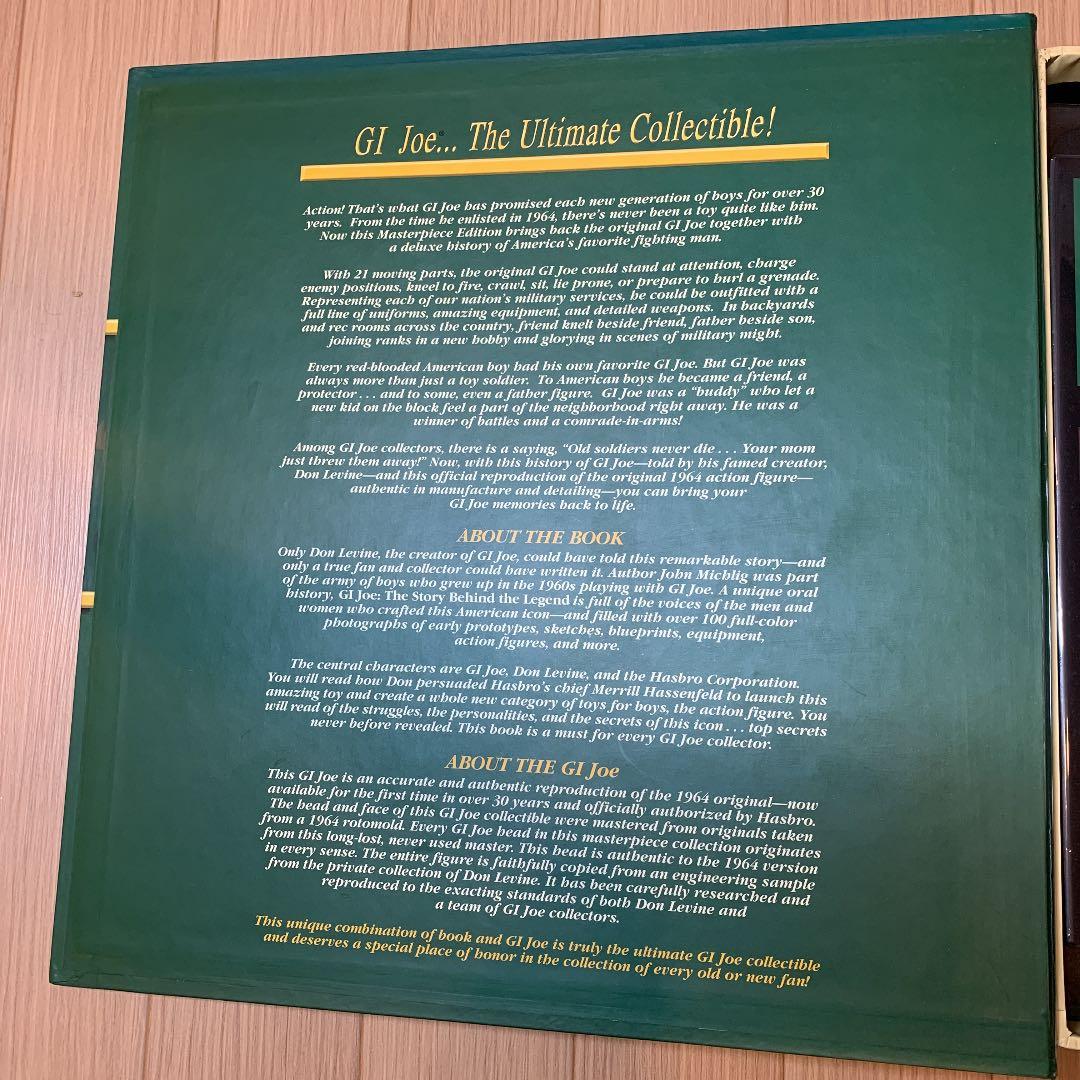 GI Joe®... The Ultimate Collectible!
Action! That's what GI Joe has promised each new generation of boys for over 30
years. From the time he enlisted in 1964, there's never been a toy quite like him.
Now this Masterpiece Edition brings back the original GI Joe together with
a deluxe history of America's favorite fighting man.
With 21 moving parts, the original GI Joe could stand at attention, charge
enemy positions, kneel to fire, crawl, sit, lie prone, or prepare to hurl a grenade.
Representing each of our nation's military services, he could be outfitted with a
full line of uniforms, amazing equipment, and detailed weapons. In backyards
and rec rooms across the country, friend knelt beside friend, father beside son,
joining ranks in a new hobby and glorying in scenes of military might.
Every red-blooded American boy had his own favorite GI Joe. But GI Joe was
always more than just a toy soldier. To American boys he became a friend, a
protector . . . and to some, even a father figure. GI Joe was a "buddy" who let a
new kid on the block feel a part of the neighborhood right away. He was a
winner of battles and a comrade-in-arms!
Among GI Joe collectors, there is a saying, "Old soldiers never die . . . Your mom
just threw them away!" Now, with this history of GI Joe—told by his famed creator,
Don Levine—and this official reproduction of the original 1964 action figure—
authentic in manufacture and detailing—you can bring your
GI Joe memories back to life.
ABOUT THE BOOK
Only Don Levine, the creator of GI Joe, could have told this remarkable story—and
only a true fan and collector could have written it. Author John Michlig was part
of the army of boys who grew up in the 1960s playing with GI Joe. A unique oral
history, GI Joe: The Story Behind the Legend is full of the voices of the men and
women who crafted this American icon—and filled with over 100 full-color
photographs of early prototypes, sketches, blueprints, equipment,
action figures, and more.
The central characters are GI Joe, Don Levine, and the Hasbro Corporation.
You will read how Don persuaded Hasbro's chief Merrill Hassenfeld to launch this
amazing toy and create a whole new category of toys for boys, the action figure. You
will read of the struggles, the personalities, and the secrets of this icon . . . top secrets
never before revealed. This book is a must for every GI Joe collector.
ABOUT THE GI Joe
This GI Joe is an accurate and authentic reproduction of the 1964 original—now
available for the first time in over 30 years and officially authorized by Hasbro.
The head and face of this GI Joe collectible were mastered from originals taken
from a 1964 rotomold. Every GI Joe head in this masterpiece collection originates
from this long-lost, never used master. This head is authentic to the 1964 version
in every sense. The entire figure is faithfully copied from an engineering sample
from the private collection of Don Levine. It has been carefully researched and
reproduced to the exacting standards of both Don Levine and
a team of GI Joe collectors.
This unique combination of book and GI Joe is truly the ultimate GI Joe collectible
and deserves a special place of honor in the collection of every old or new fan!